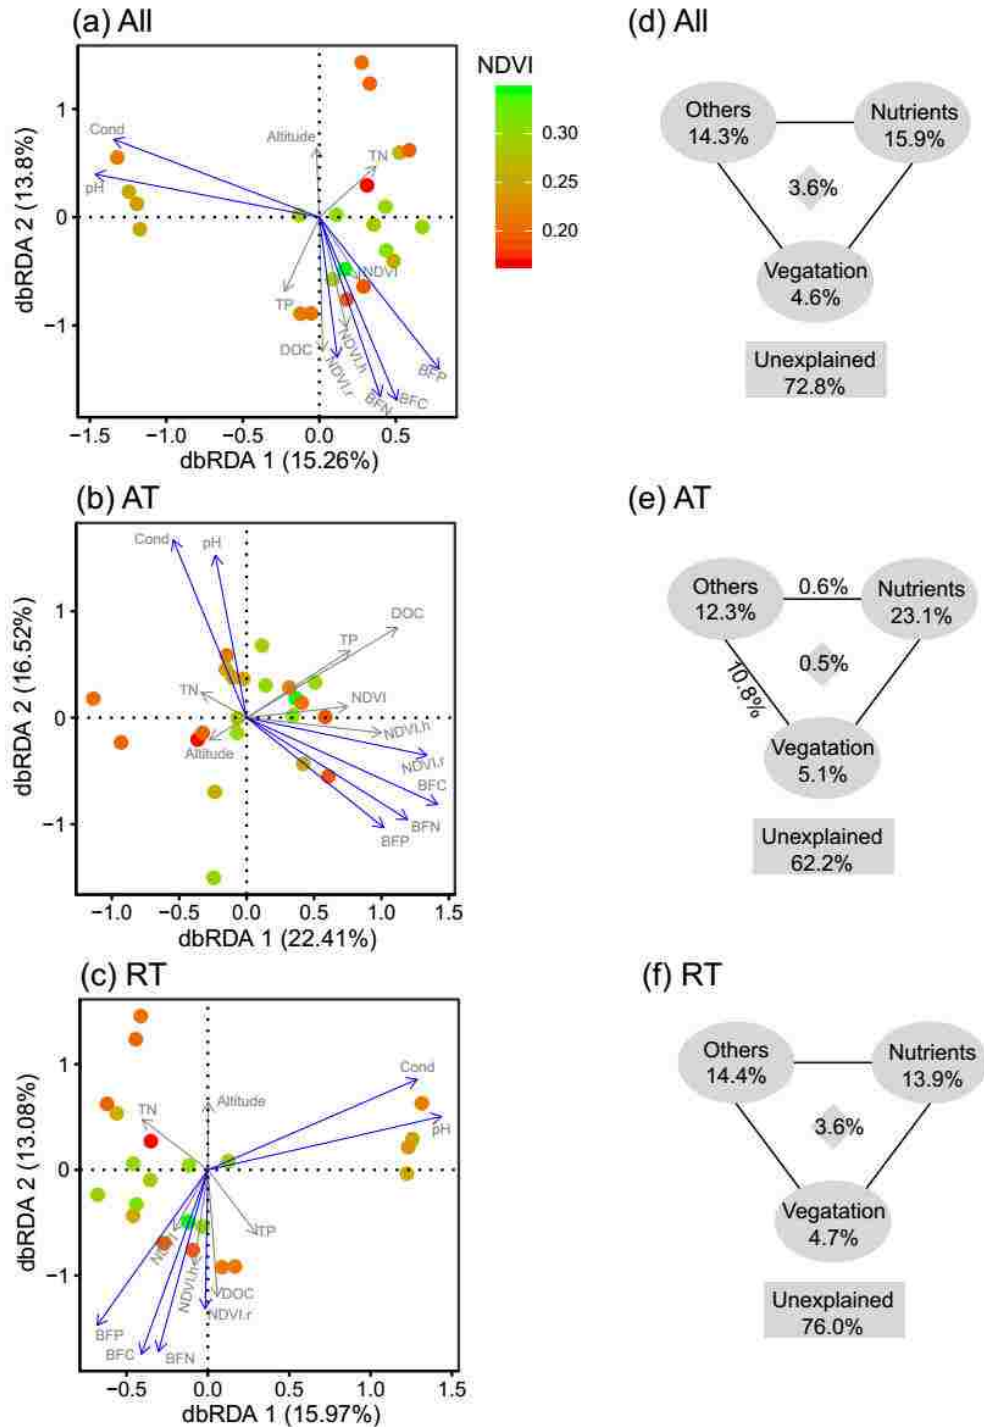 (a) All
NDVI
0.30
0.25
0.20
Cond
pH
Altitude
TN
TP
NDVI
DOC
NDVI.h
NDVI.r
BFN
BFC
BFP
1
0
−1
dbRDA 2 (13.8%)
−1.5
−1.0
−0.5
0.0
0.5
dbRDA 1 (15.26%)
(d) All
Others
14.3%
Nutrients
15.9%
3.6%
Vegatation
4.6%
Unexplained
72.8%
(b) AT
Cond
pH
DOC
TP
TN
NDVI
NDVI.h
Altitude
NDVI.r
BFC
BFN
BFP
1
0
−1
dbRDA 2 (16.52%)
−1.0
−0.5
0.0
0.5
1.0
1.5
dbRDA 1 (22.41%)
(e) AT
Others
12.3%
0.6%
Nutrients
23.1%
0.5%
10.8%
Vegatation
5.1%
Unexplained
62.2%
(c) RT
Cond
pH
Altitude
TN
TP
NDVI
NDVI.h
DOC
NDVI.r
BFP
BFC
BFN
1
0
−1
dbRDA 2 (13.08%)
−0.5
0.0
0.5
1.0
1.5
dbRDA 1 (15.97%)
(f) RT
Others
14.4%
Nutrients
13.9%
3.6%
Vegatation
4.7%
Unexplained
76.0%